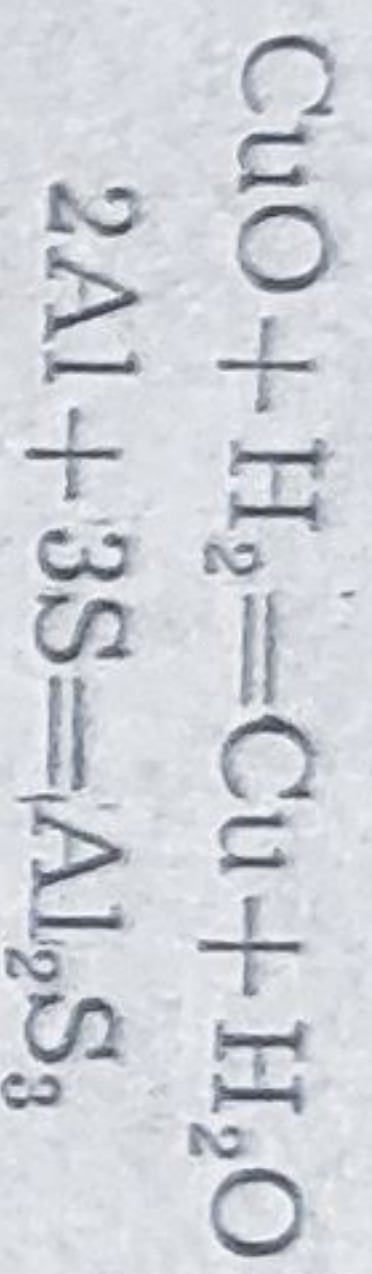 CuO + H₂ = Cu + H₂O
2Al + 3S = Al₂S₃